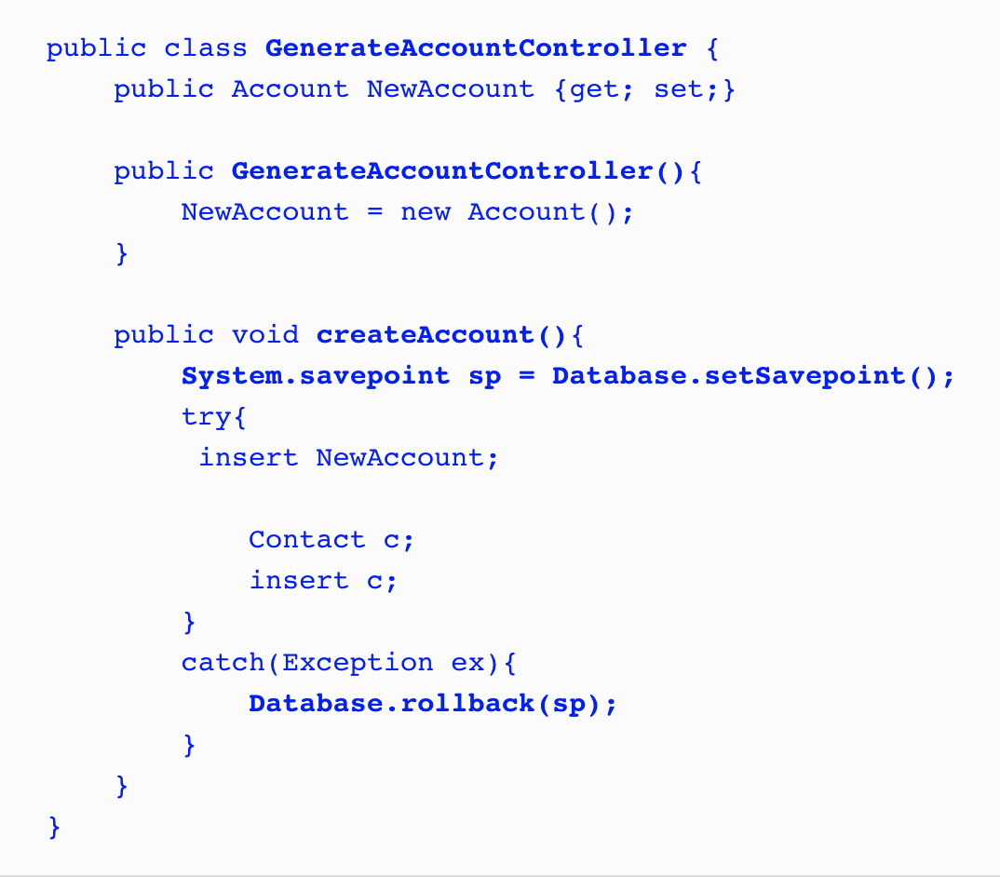 public class GenerateAccountController {
    public Account NewAccount {get; set;}

    public GenerateAccountController(){
        NewAccount = new Account();
    }

    public void createAccount(){
        System.savepoint sp = Database.setSavepoint();
        try{
         insert NewAccount;

            Contact c;
            insert c;
        }
        catch(Exception ex){
            Database.rollback(sp);
        }
    }
}